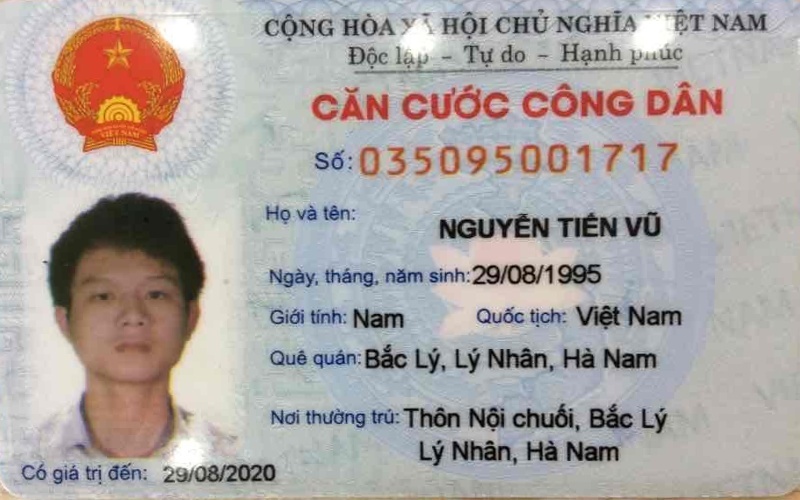 CỘNG HÒA XÃ HỘI CHỦ NGHĨA VIỆT NAM
Độc lập - Tự do - Hạnh phúc
CĂN CƯỚC CÔNG DÂN
Số: 035095001717
Họ và tên: NGUYỄN TIẾN VŨ
Ngày, tháng, năm sinh: 29/08/1995
Giới tính: Nam Quốc tịch: Việt Nam
Quê quán: Bắc Lý, Lý Nhân, Hà Nam
Nơi thường trú: Thôn Nội chuối, Bắc Lý
Lý Nhân, Hà Nam
Có giá trị đến: 29/08/2020
VIỆT NAM